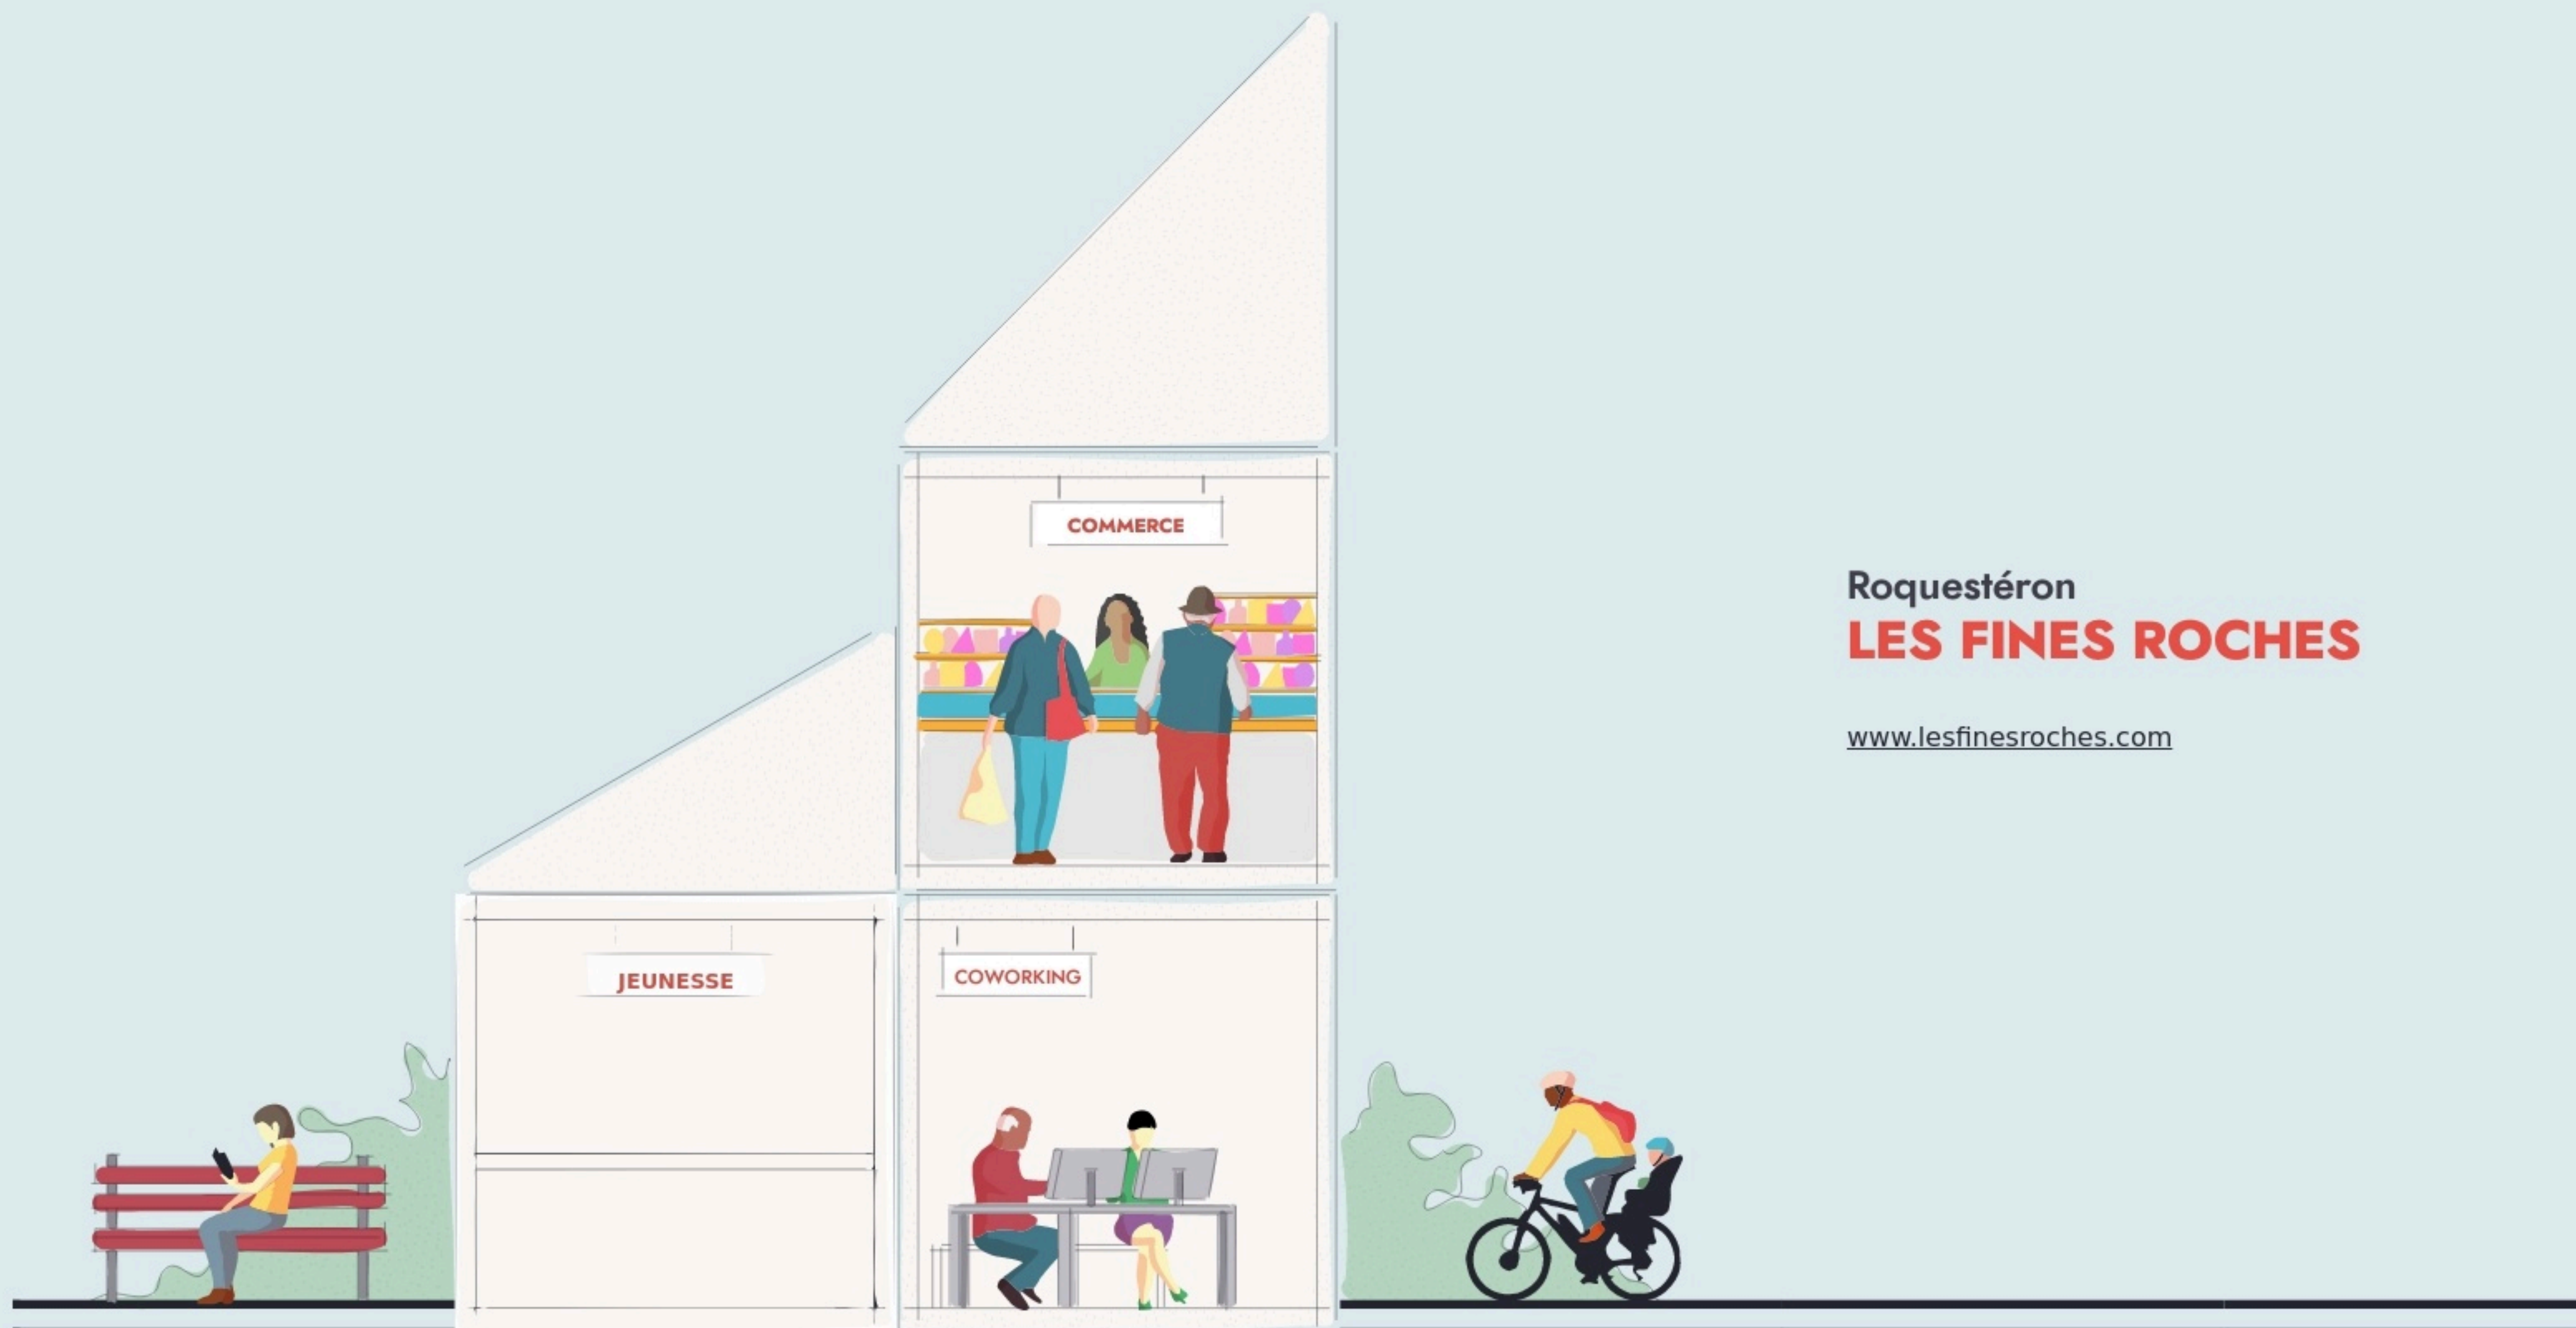 COMMERCE
Roquestéron
LES FINES ROCHES
www.lesfinesroches.com
JEUNESSE
COWORKING